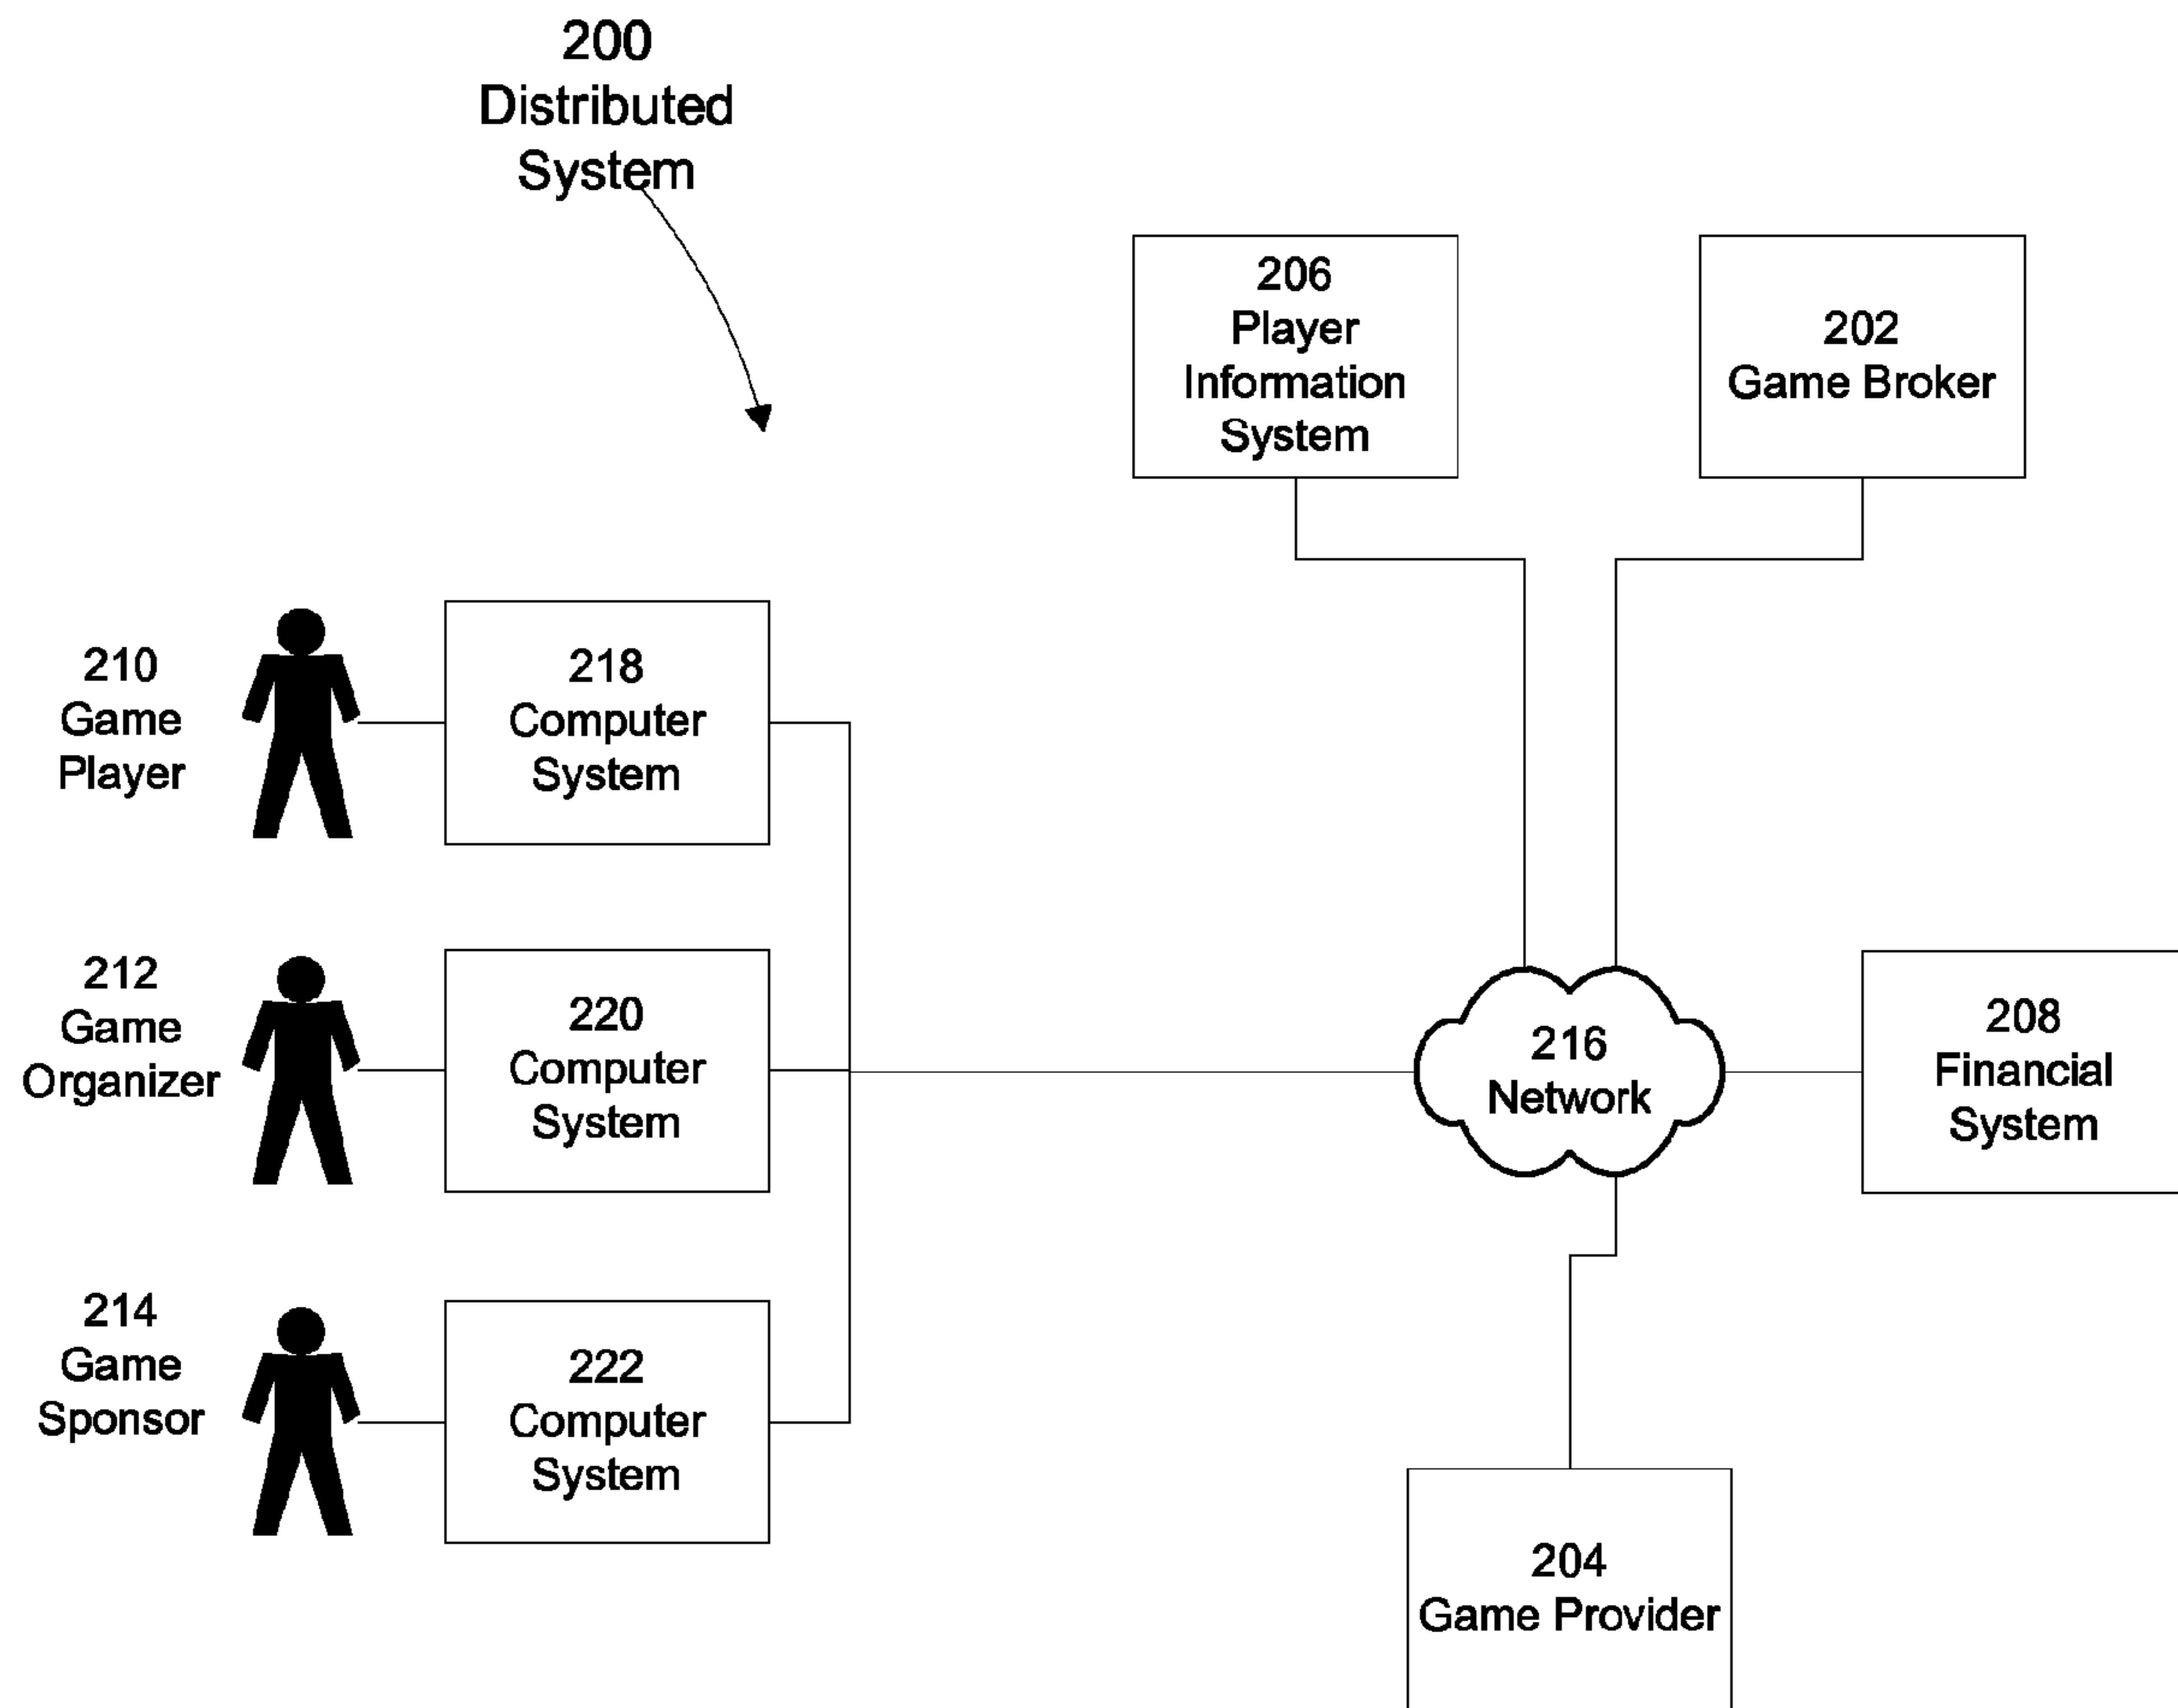 200
Distributed
System
206
Player
Information
System
202
Game Broker
210
Game
Player
218
Computer
System
212
Game
Organizer
220
Computer
System
216
Network
208
Financial
System
214
Game
Sponsor
222
Computer
System
204
Game Provider